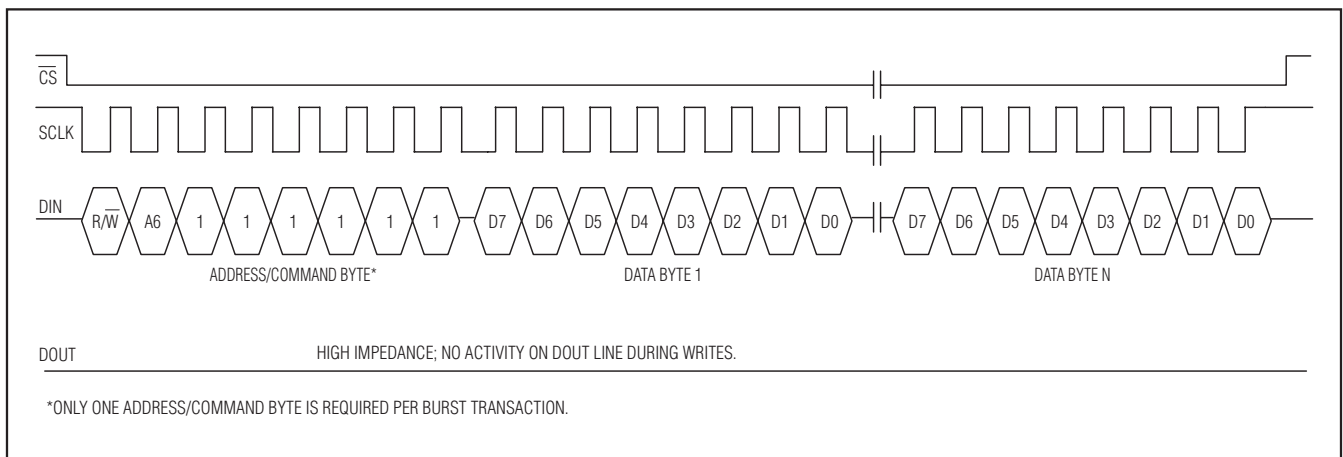 CS
SCLK
DIN R/W A6 1 1 1 1 1 1 D7 D6 D5 D4 D3 D2 D1 D0 D7 D6 D5 D4 D3 D2 D1 D0
ADDRESS/COMMAND BYTE* DATA BYTE 1 DATA BYTE N
DOUT HIGH IMPEDANCE; NO ACTIVITY ON DOUT LINE DURING WRITES.
*ONLY ONE ADDRESS/COMMAND BYTE IS REQUIRED PER BURST TRANSACTION.